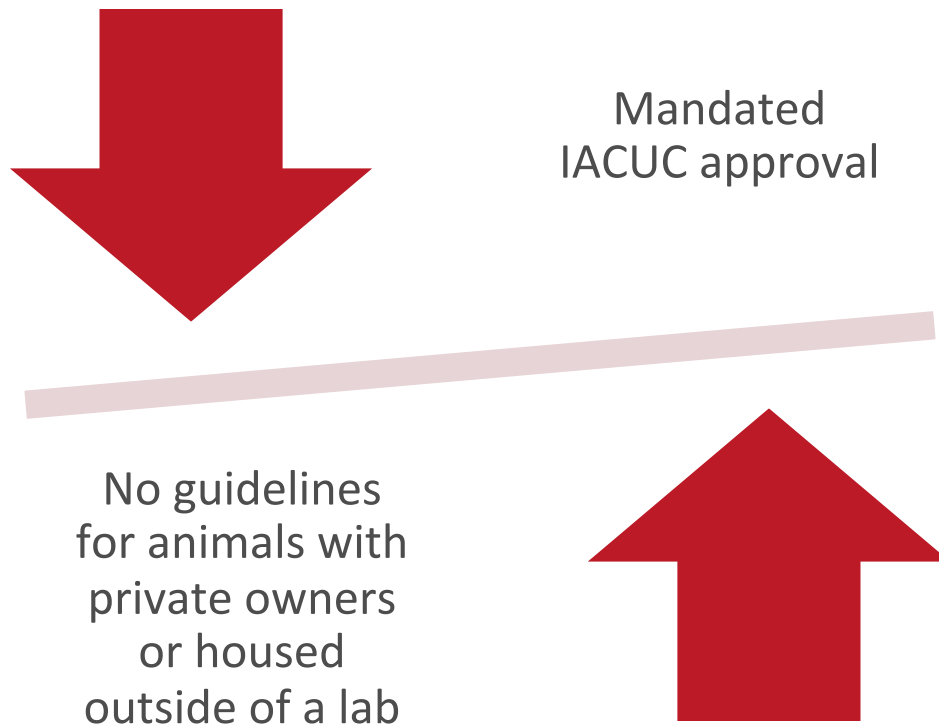 Mandated
IACUC approval
No guidelines
for animals with
private owners
or housed
outside of a lab